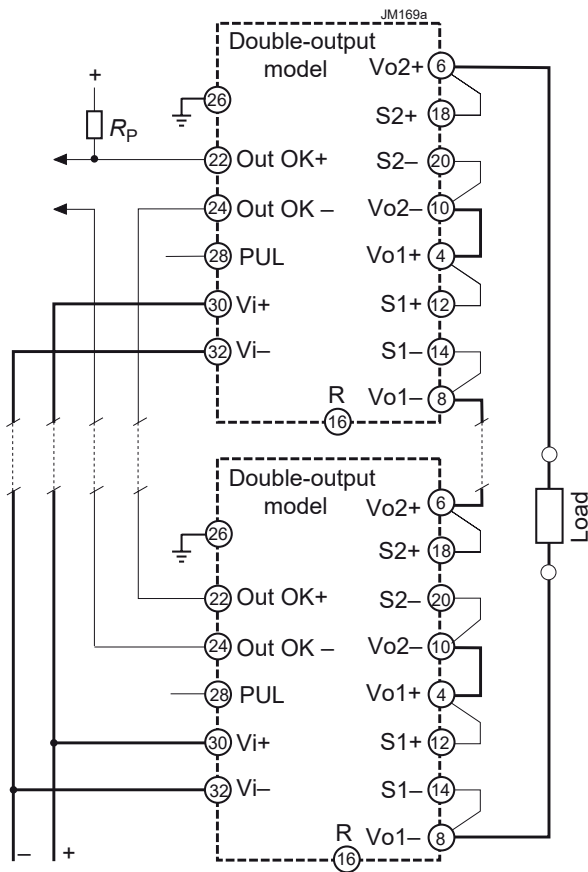 JM169a
Double-output
model
Vo2+
6
26
S2+
18
+
R_P
22
Out OK+
S2–
20
24
Out OK –
Vo2–
10
28
PUL
Vo1+
4
30
Vi+
S1+
12
32
Vi–
S1–
14
R
16
Vo1–
8
Double-output
model
Vo2+
6
26
S2+
18
Load
22
Out OK+
S2–
20
24
Out OK –
Vo2–
10
28
PUL
Vo1+
4
30
Vi+
S1+
12
32
Vi–
S1–
14
– +
R
16
Vo1–
8